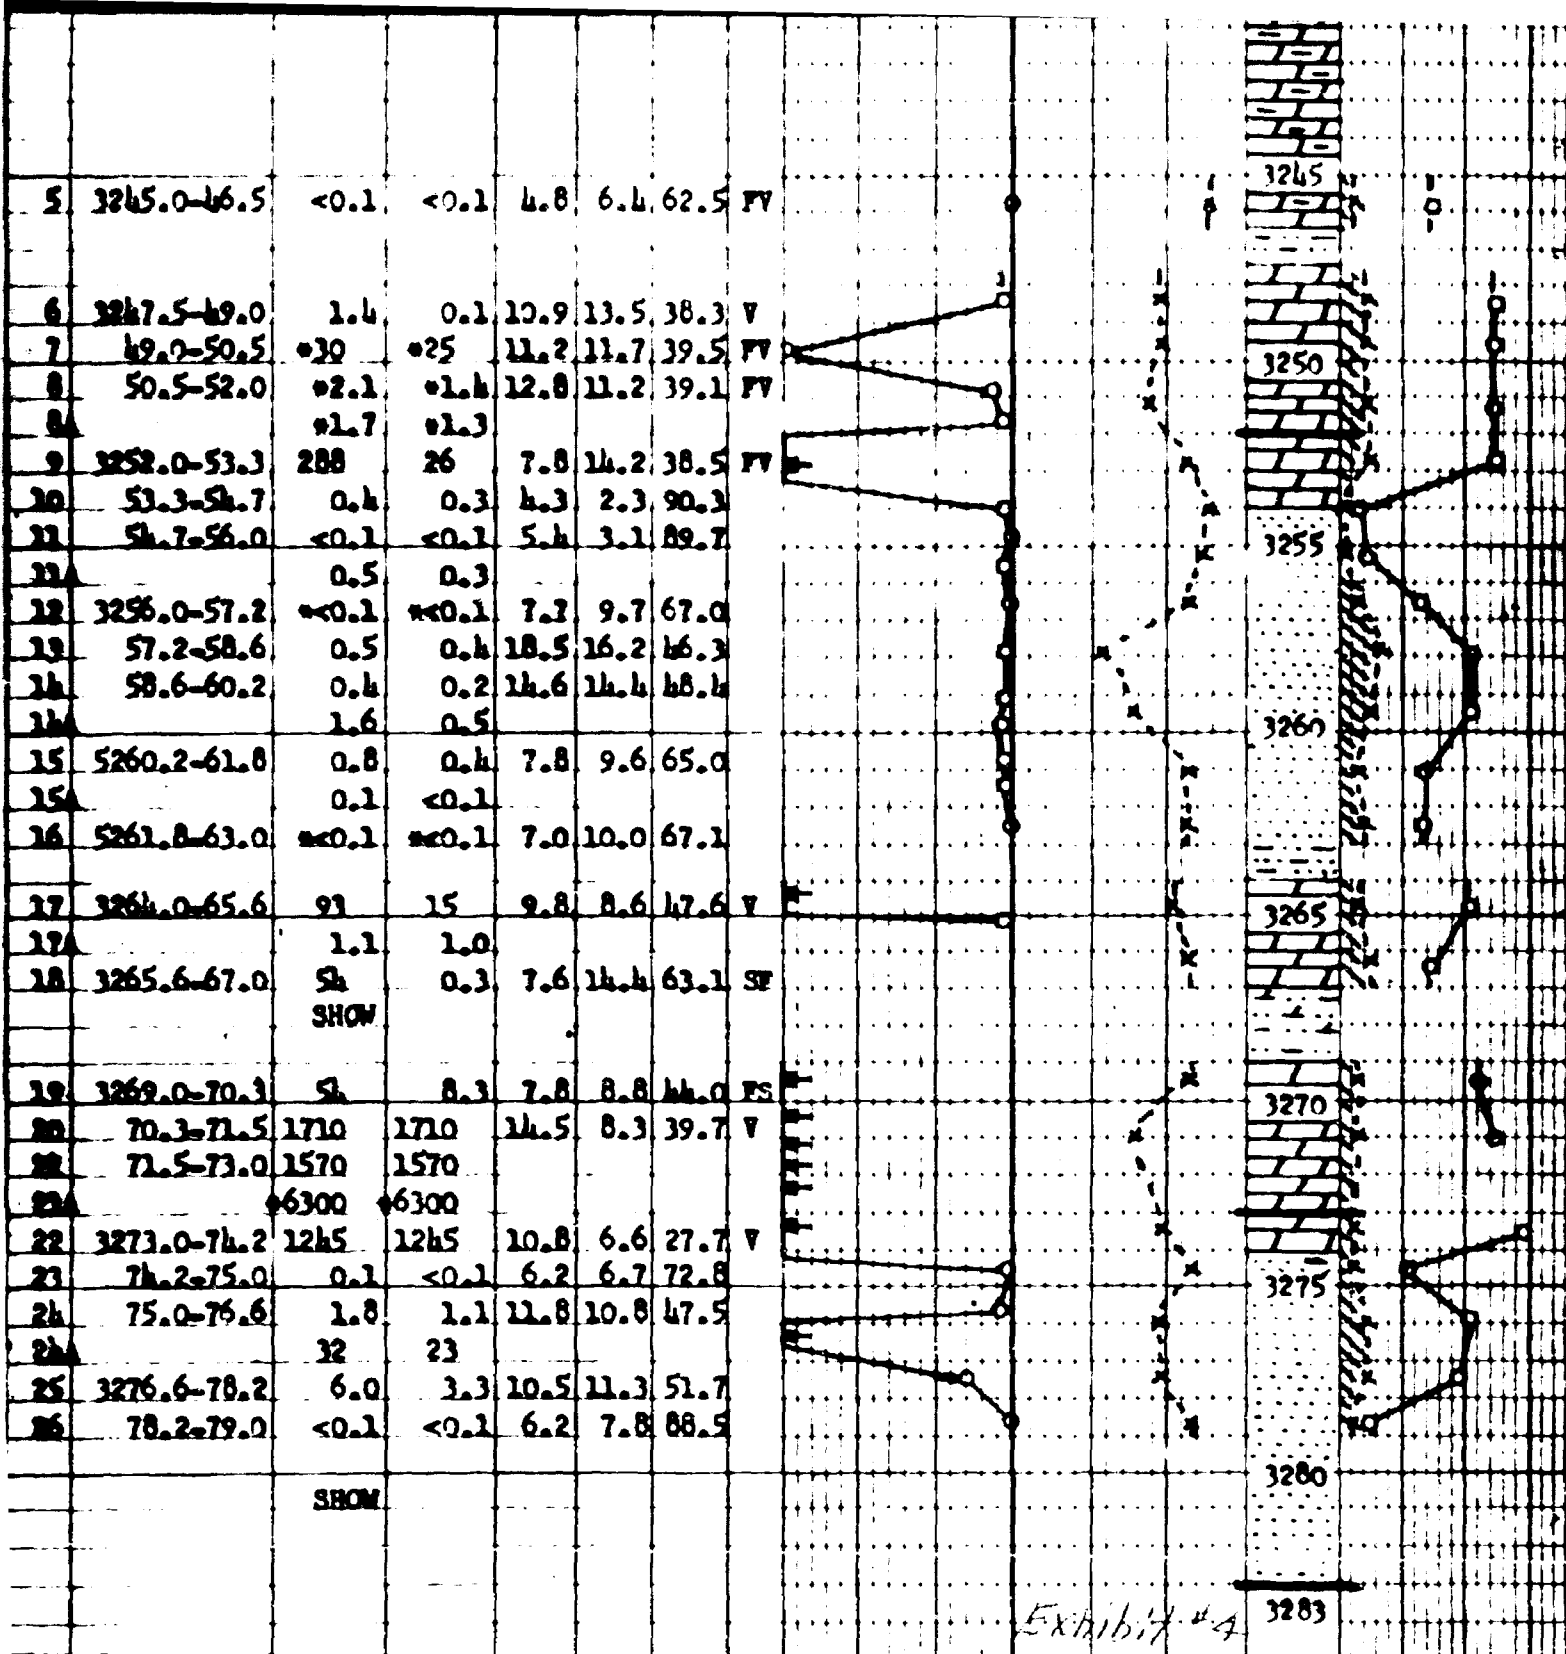 3245
5 3245.0-46.5 <0.1 <0.1 4.8 6.4 62.5 FV
6 3247.5-49.0 1.4 0.1 10.9 13.5 38.3 V
7 49.0-50.5 *30 *25 11.2 11.7 39.5 FV
3250
8 50.5-52.0 *2.1 *1.4 12.8 11.2 39.1 FV
8A *1.7 *1.3
9 3252.0-53.3 288 26 7.8 14.2 38.5 FV
10 53.3-54.7 0.4 0.3 4.3 2.3 90.3
11 54.7-56.0 <0.1 <0.1 5.4 3.1 89.7
3255
11A 0.5 0.3
12 3256.0-57.2 *<0.1 *<0.1 7.7 9.7 67.0
13 57.2-58.6 0.5 0.4 18.5 16.2 46.3
14 58.6-60.2 0.4 0.2 14.6 14.4 48.4
14A 1.6 0.5
3260
15 5260.2-61.8 0.8 0.4 7.8 9.6 65.0
15A 0.1 <0.1
16 5261.8-63.0 *<0.1 *<0.1 7.0 10.0 67.1
17 3264.0-65.6 93 15 9.8 8.6 47.6 V
3265
17A 1.1 1.0
18 3265.6-67.0 54 0.3 7.6 14.4 63.1 SF
SHOW
19 3269.0-70.3 54 8.3 7.8 8.8 44.0 FS
3270
20 70.3-71.5 1710 1710 14.5 8.3 39.7 V
71.5-73.0 1570 1570
*6300 *6300
22 3273.0-74.2 1245 1245 10.8 6.6 27.7 V
23 74.2-75.0 0.1 <0.1 6.2 6.7 72.8
3275
24 75.0-76.6 1.8 1.1 11.8 10.8 47.5
24A 32 23
25 3276.6-78.2 6.0 3.3 10.5 11.3 51.7
26 78.2-79.0 <0.1 <0.1 6.2 7.8 88.5
3280
SHOW
3283
Exhibit #4